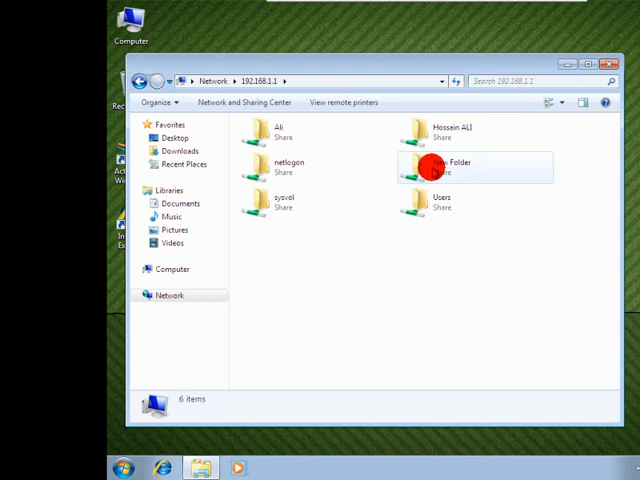 Computer
Network ▸ 192.168.1.1 ▸
Search 192.168.1.1
Organize
Network and Sharing Center
View remote printers
Favorites
Desktop
Downloads
Recent Places
Libraries
Documents
Music
Pictures
Videos
Computer
Network
Ali
Share
Hossain ALI
Share
netlogon
Share
New Folder
Share
sysvol
Share
Users
Share
6 items